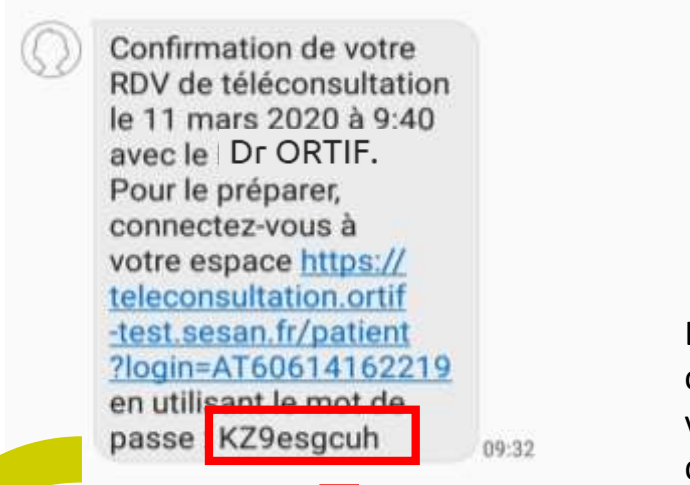 Confirmation de votre
RDV de téléconsultation
le 11 mars 2020 à 9:40
avec le Dr ORTIF.
Pour le préparer,
connectez-vous à
votre espace https://
teleconsultation.ortif
-test.sesan.fr/patient
?login=AT60614162219
en utilisant le mot de
passe KZ9esgcuh
09:32